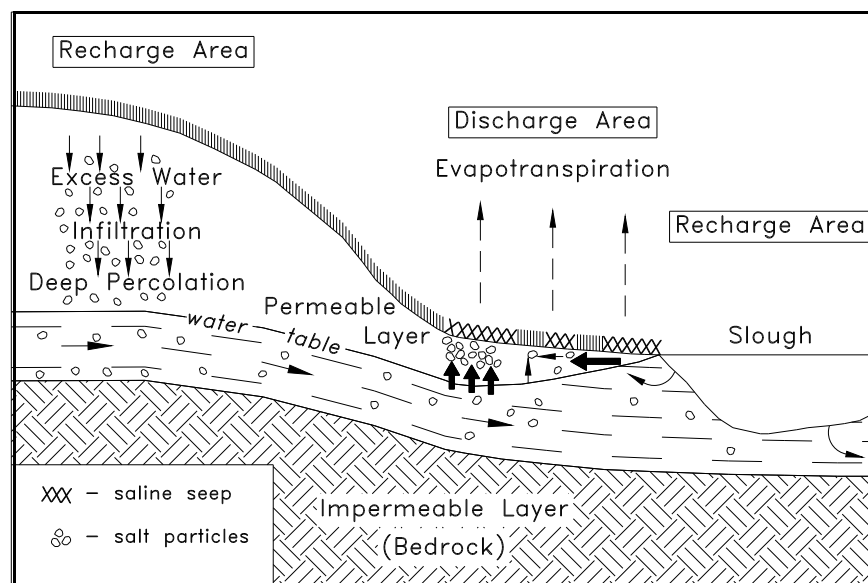 Recharge Area
Discharge Area
Evapotranspiration
Excess Water
Recharge Area
Infiltration
Deep Percolation
Permeable
Layer
water table
Slough
XXX – saline seep
– salt particles
Impermeable Layer
(Bedrock)